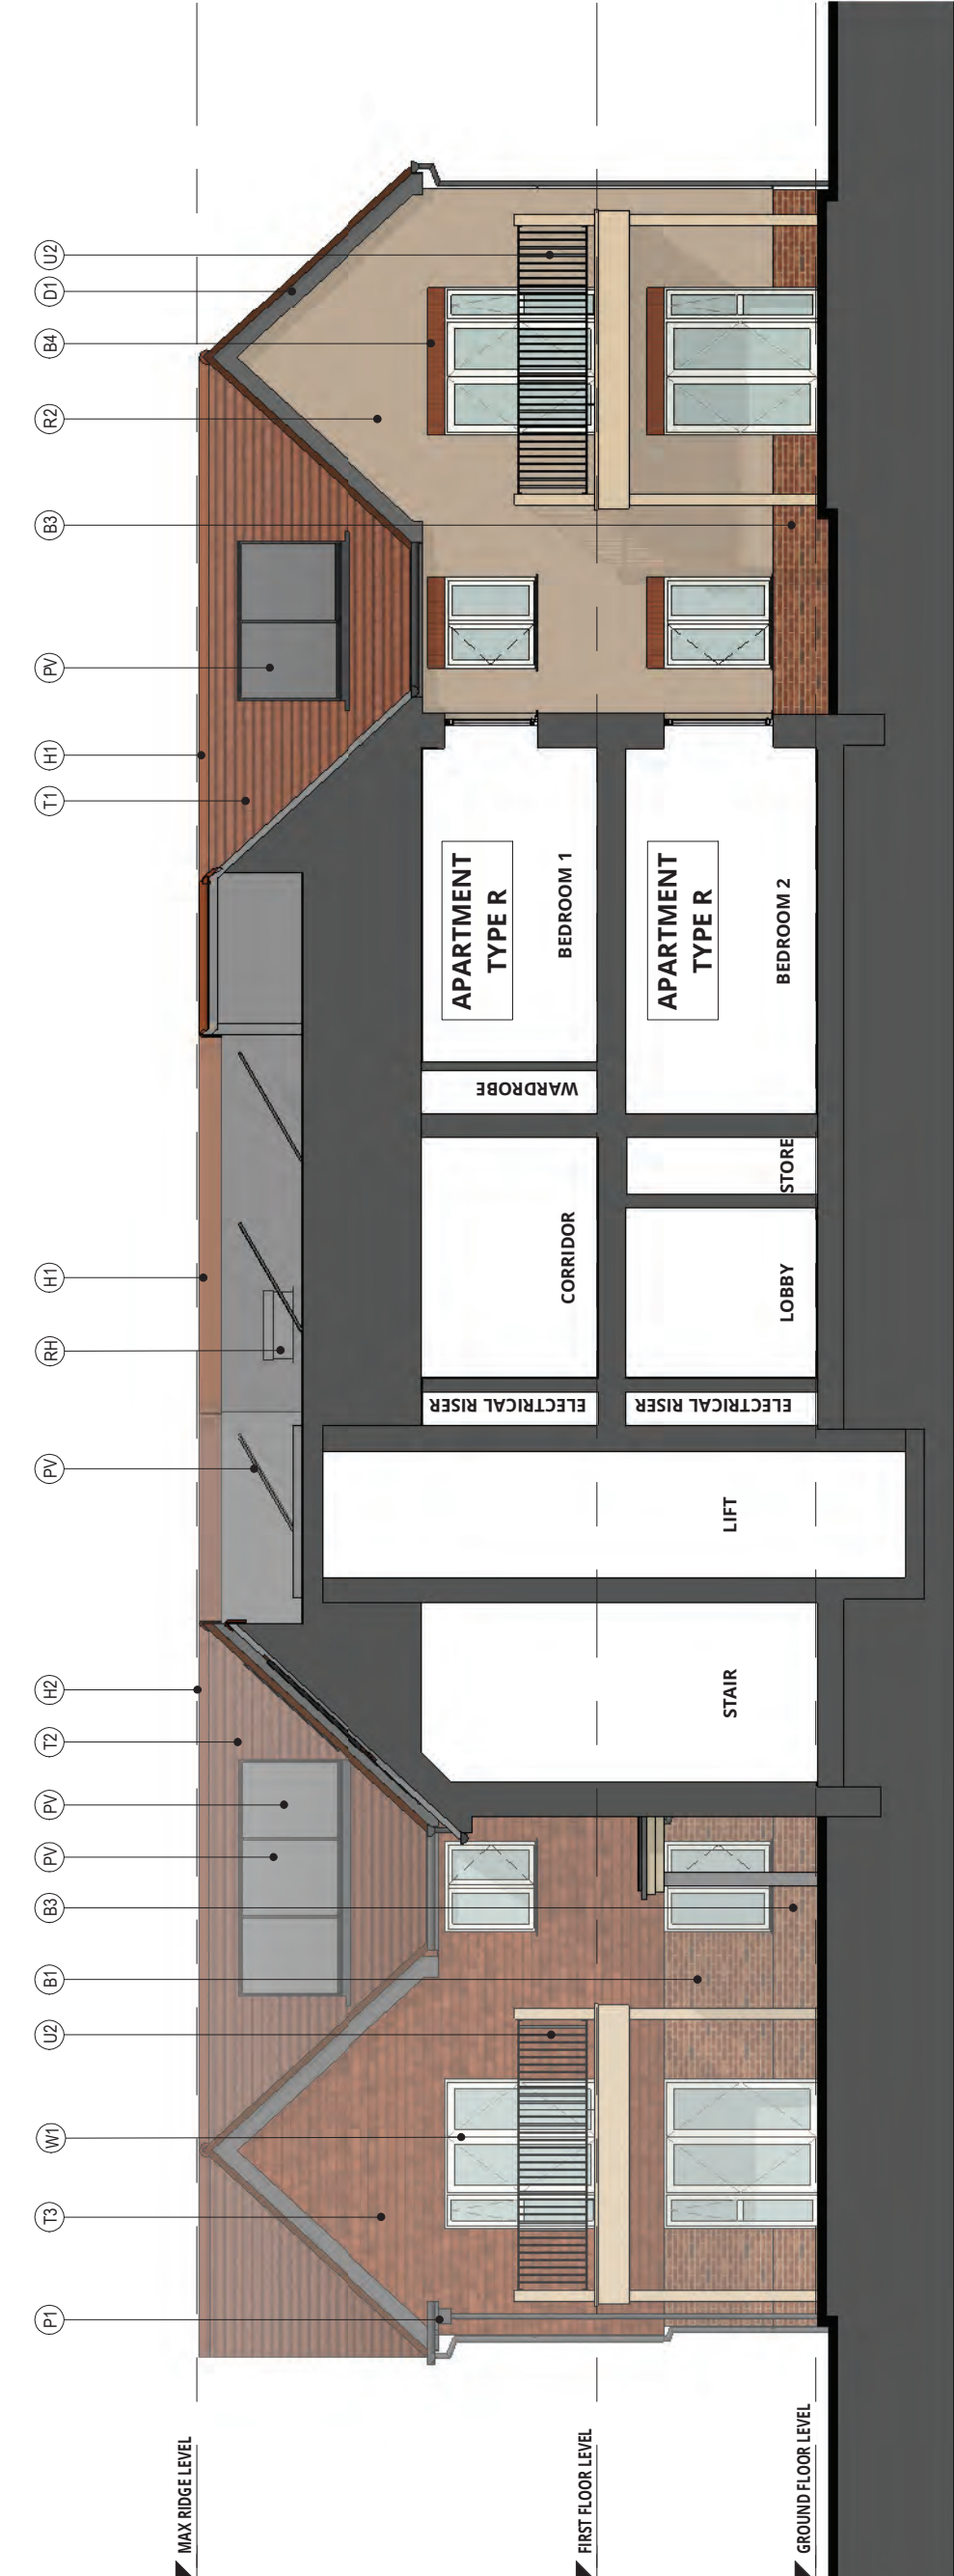 P1
T3
W1
U2
B1
B3
PV
PV
T2
H2
PV
RH
H1
T1
H1
PV
B3
R2
B4
D1
U2
MAX RIDGE LEVEL
FIRST FLOOR LEVEL
GROUND FLOOR LEVEL
STAIR
LIFT
ELECTRICAL RISER
ELECTRICAL RISER
CORRIDOR
LOBBY
STORE
WARDROBE
APARTMENT
TYPE R
BEDROOM 1
APARTMENT
TYPE R
BEDROOM 2